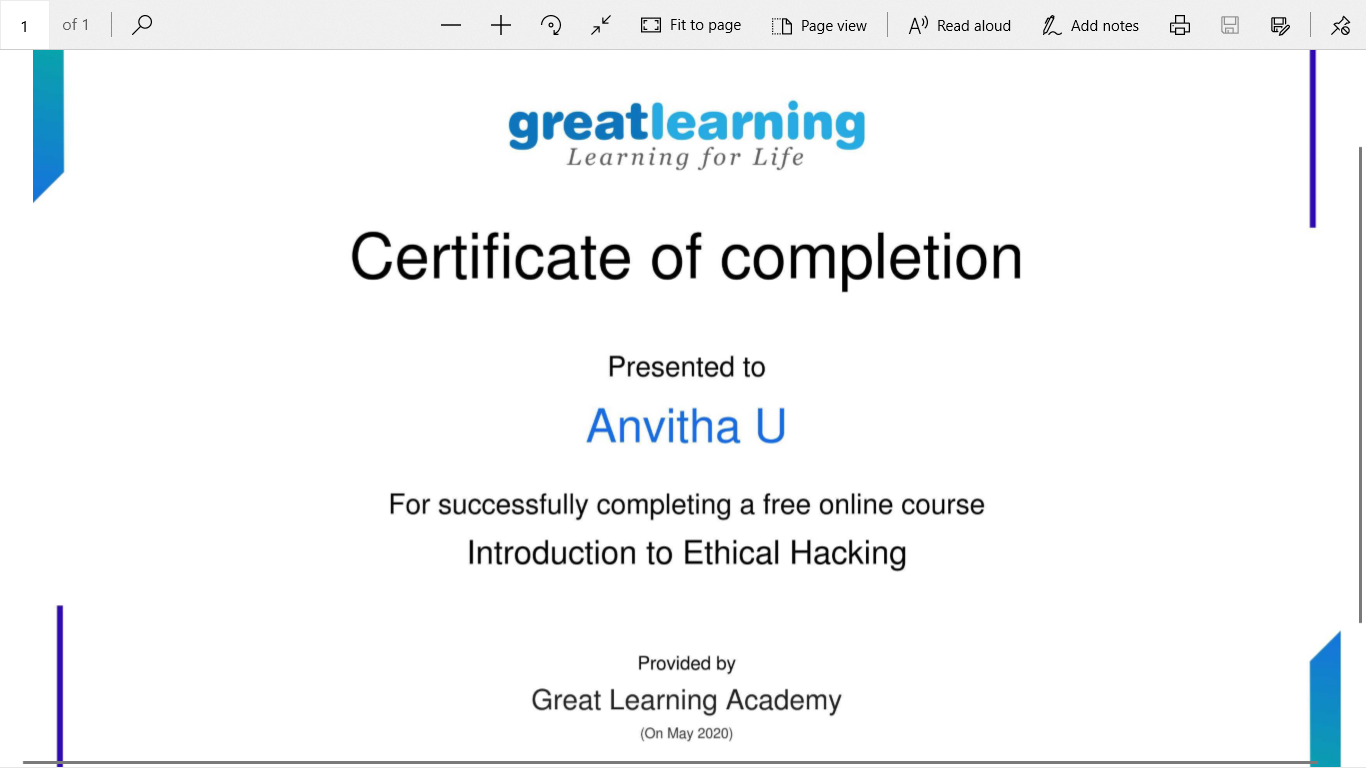 1 of 1 Fit to page Page view Read aloud Add notes
greatlearning
Learning for Life
Certificate of completion
Presented to
Anvitha U
For successfully completing a free online course
Introduction to Ethical Hacking
Provided by
Great Learning Academy
(On May 2020)